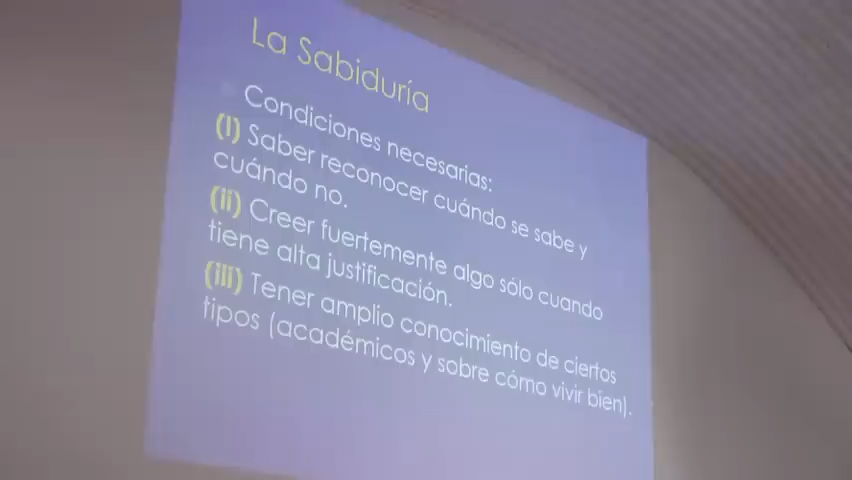 La Sabiduría
Condiciones necesarias:
(I) Saber reconocer cuándo se sabe y
cuándo no.
(ii) Creer fuertemente algo sólo cuando
tiene alta justificación.
(iii) Tener amplio conocimiento de ciertos
tipos (académicos y sobre cómo vivir bien).